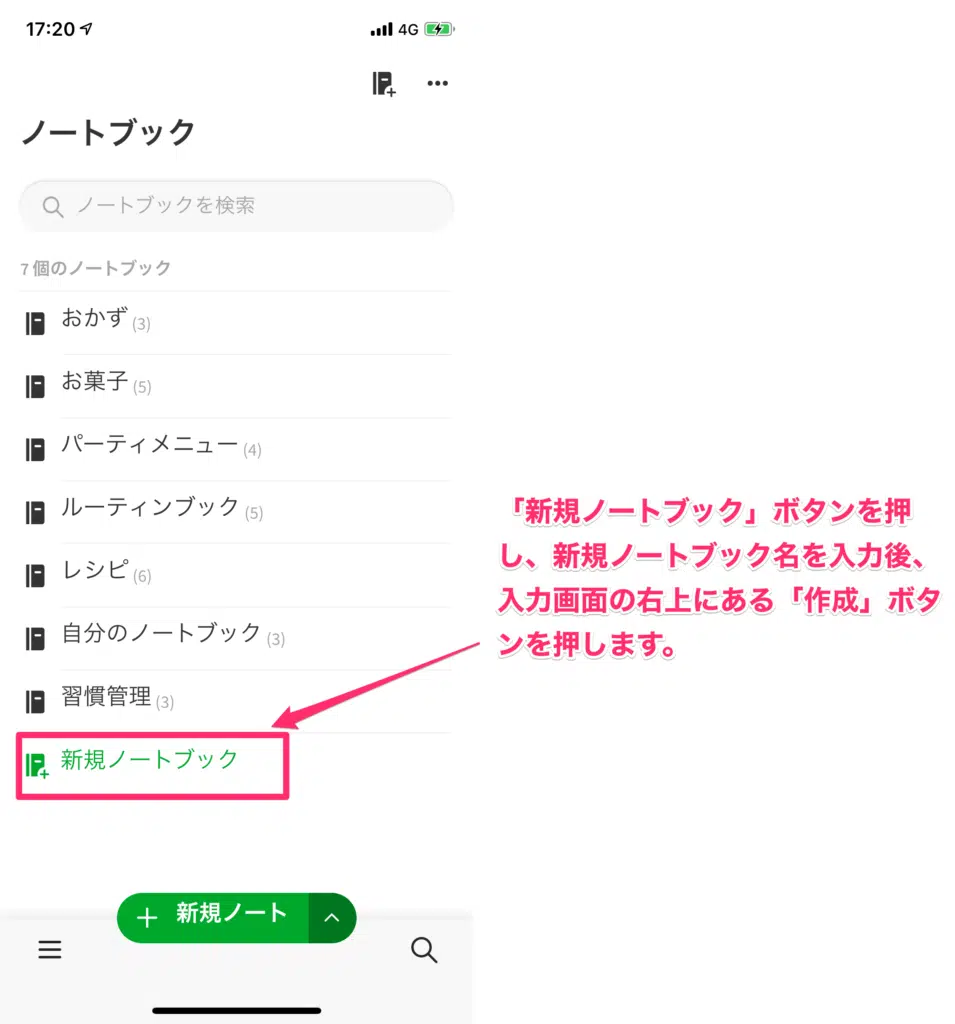 17:20
4G
ノートブック
ノートブックを検索
7個のノートブック
おかず (3)
お菓子 (5)
パーティメニュー (4)
ルーティンブック (5)
レシピ (6)
自分のノートブック (3)
習慣管理 (3)
新規ノートブック
新規ノート
「新規ノートブック」ボタンを押
し、新規ノートブック名を入力後、
入力画面の右上にある「作成」ボタ
ンを押します。